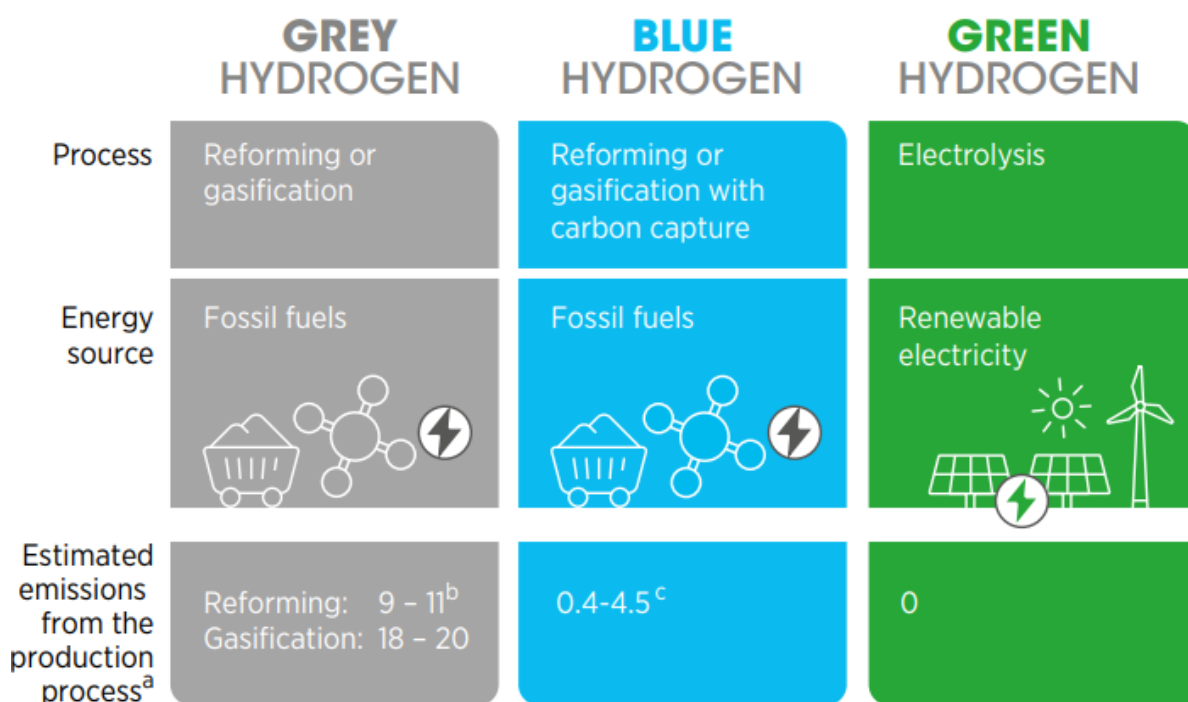 GREY
HYDROGEN
BLUE
HYDROGEN
GREEN
HYDROGEN
Process
Reforming or
gasification
Reforming or
gasification with
carbon capture
Electrolysis
Energy
source
Fossil fuels
Fossil fuels
Renewable
electricity
Estimated
emissions
from the
production
processᵃ
Reforming: 9 – 11ᵇ
Gasification: 18 – 20
0.4-4.5ᶜ
0